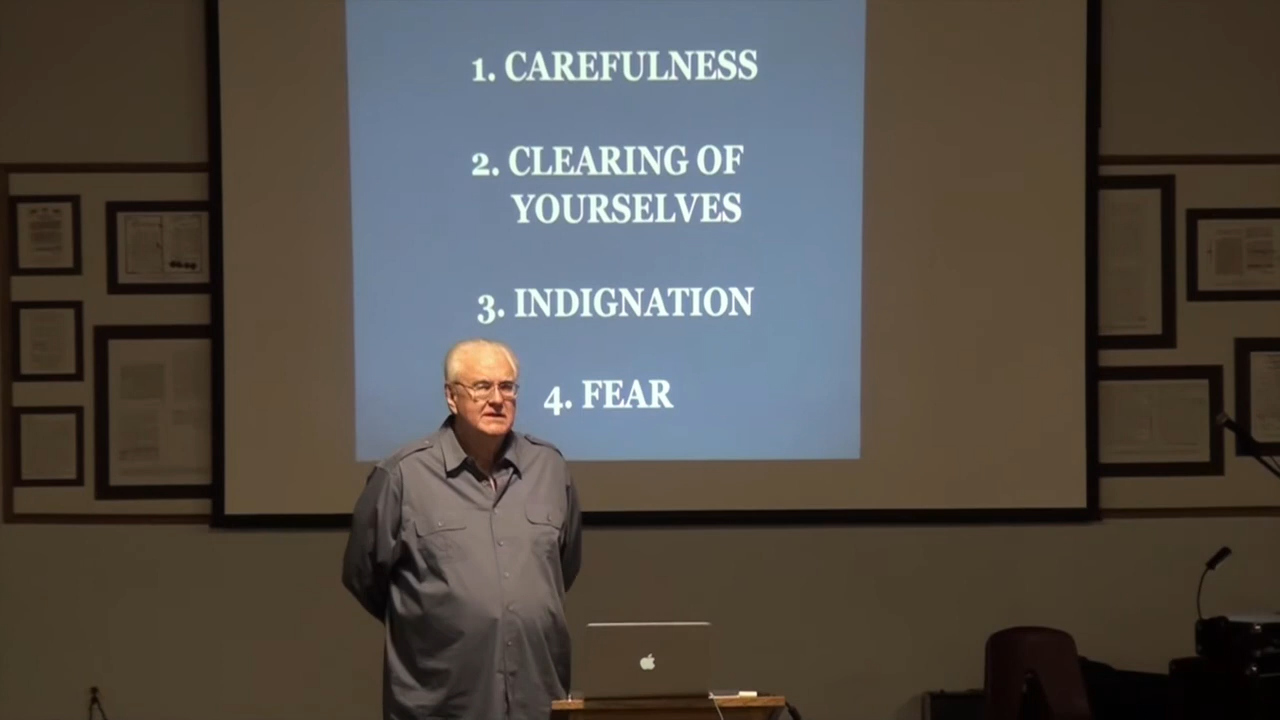 1. CAREFULNESS
2. CLEARING OF
YOURSELVES
3. INDIGNATION
4. FEAR